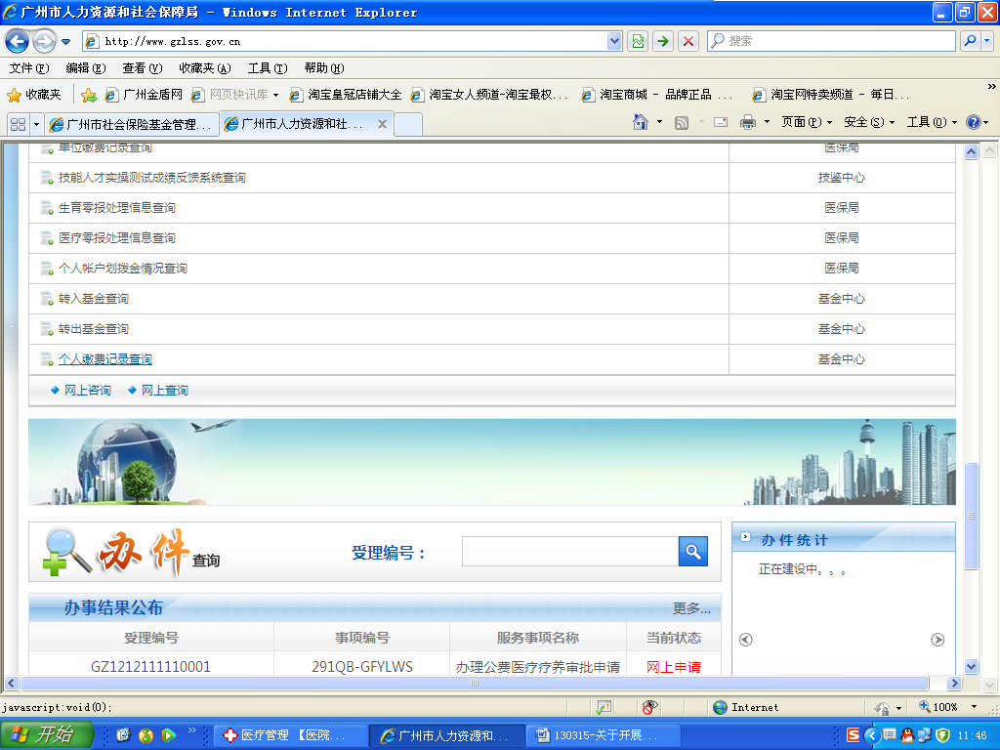 广州市人力资源和社会保障局 - Windows Internet Explorer
http://www.gzlss.gov.cn
搜索
文件(F) 编辑(E) 查看(V) 收藏夹(A) 工具(T) 帮助(H)
收藏夹 广州金盾网 网页快讯库 淘宝皇冠店铺大全 淘宝女人频道-淘宝最权... 淘宝商城 - 品牌正品 ... 淘宝网特卖频道 - 每日...
广州市社会保险基金管理... 广州市人力资源和社... 页面(P) 安全(S) 工具(O)
单位缴费记录查询 医保局
技能人才实操测试成绩反馈系统查询 技鉴中心
生育零报处理信息查询 医保局
医疗零报处理信息查询 医保局
个人帐户划拨金情况查询 医保局
转入基金查询 基金中心
转出基金查询 基金中心
个人缴费记录查询 基金中心
网上咨询 网上查询
办件查询 受理编号：
办件统计
正在建设中。。。
办事结果公布 更多...
受理编号 事项编号 服务事项名称 当前状态
GZ1212111110001 291QB-GFYLWS 办理公费医疗疗养审批申请 网上申请
javascript:void(0); Internet 100%
开始 医疗管理 【医院... 广州市人力资源和... 130315-关于开展... 11:46